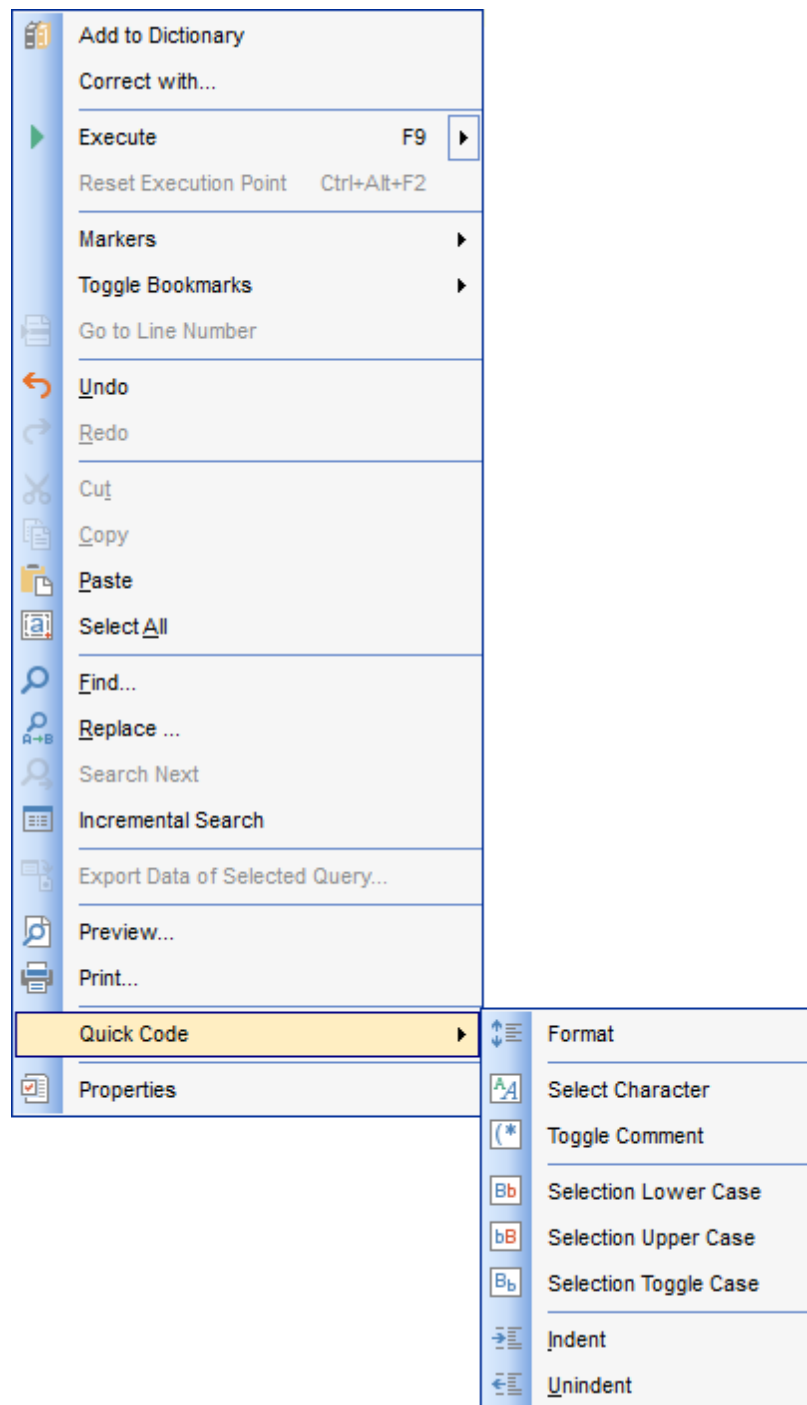 Add to Dictionary
Correct with...
Execute F9
Reset Execution Point Ctrl+Alt+F2
Markers
Toggle Bookmarks
Go to Line Number
Undo
Redo
Cut
Copy
Paste
Select All
Find...
Replace ...
Search Next
Incremental Search
Export Data of Selected Query...
Preview...
Print...
Quick Code
Properties
Format
Select Character
Toggle Comment
Selection Lower Case
Selection Upper Case
Selection Toggle Case
Indent
Unindent